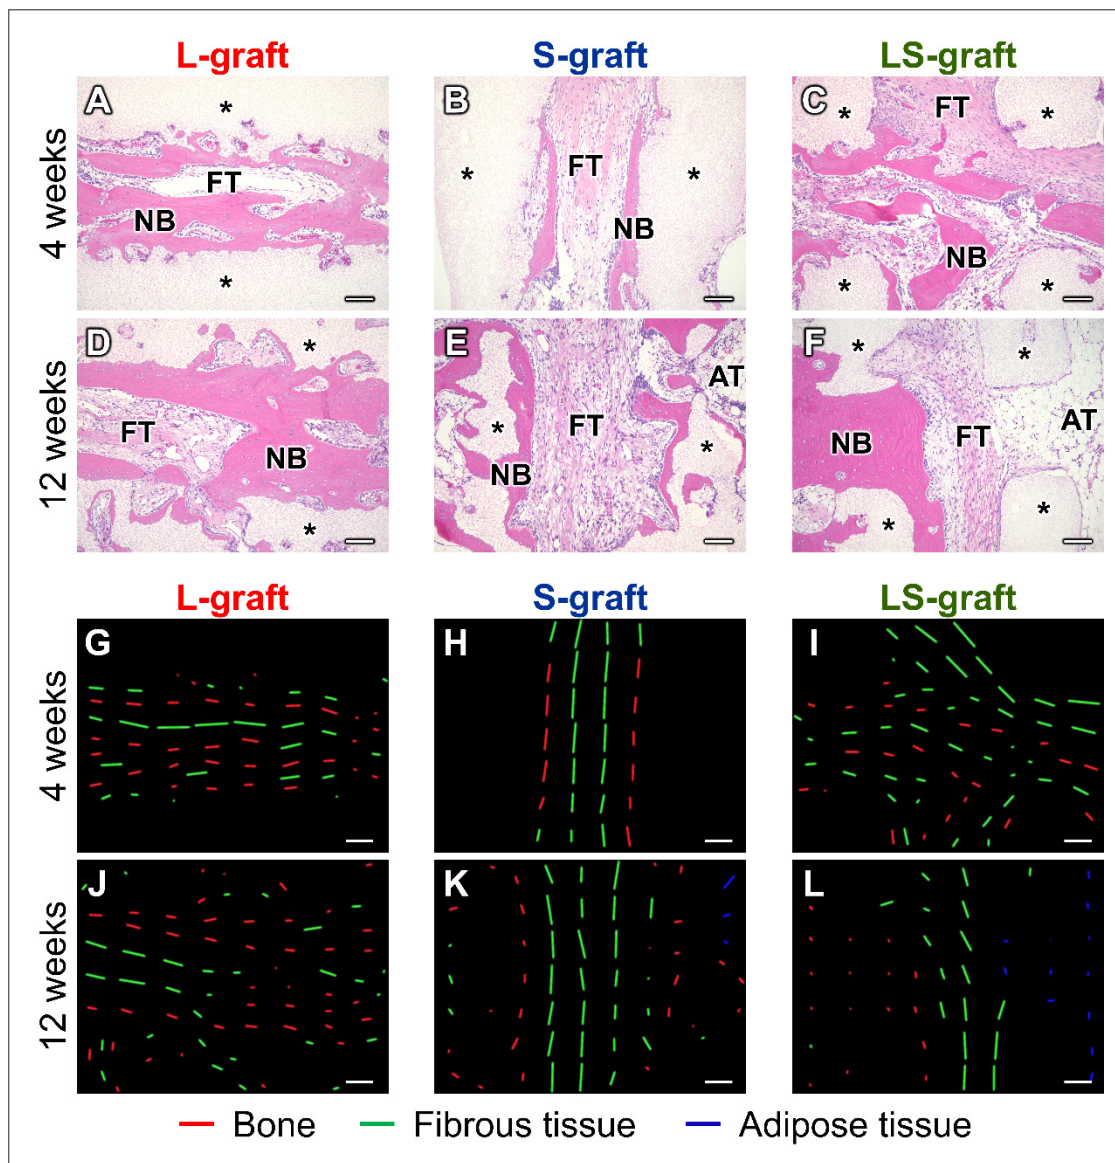 L-graft S-graft LS-graft
4 weeks
A * FT NB *
B * FT * NB
C * FT * NB * *
12 weeks
D * FT NB *
E AT * FT * NB
F * * AT NB FT * *
L-graft S-graft LS-graft
4 weeks
G H I
12 weeks
J K L
Bone Fibrous tissue Adipose tissue